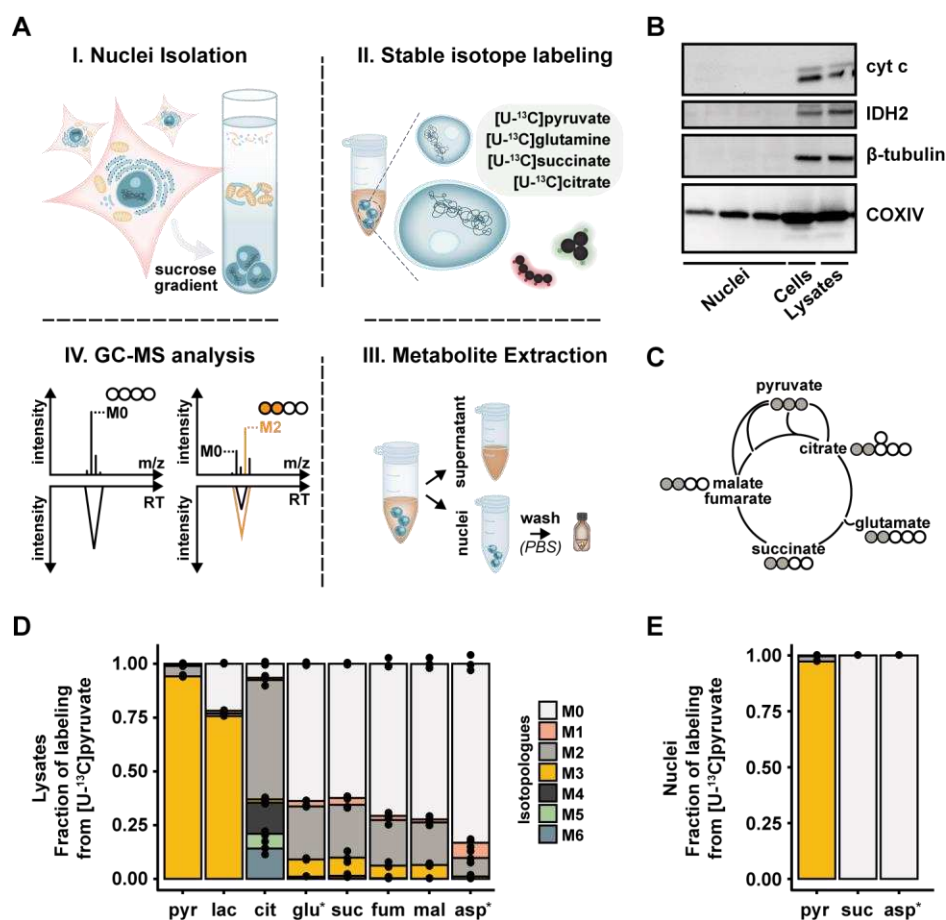 A
I. Nuclei Isolation
sucrose
gradient
II. Stable isotope labeling
[U-¹³C]pyruvate
[U-¹³C]glutamine
[U-¹³C]succinate
[U-¹³C]citrate
IV. GC-MS analysis
intensity
M0
m/z
RT
intensity
intensity
M0
M2
m/z
RT
intensity
III. Metabolite Extraction
supernatant
nuclei
wash
(PBS)
B
cyt c
IDH2
β-tubulin
COXIV
Nuclei
Cells
Lysates
C
pyruvate
citrate
malate
fumarate
glutamate
succinate
D
Lysates
Fraction of labeling
from [U-¹³C]pyruvate
1.00
0.75
0.50
0.25
0.00
pyr lac cit glu* suc fum mal asp*
Isotopologues
M0
M1
M2
M3
M4
M5
M6
E
Nuclei
Fraction of labeling
from [U-¹³C]pyruvate
1.00
0.75
0.50
0.25
0.00
pyr suc asp*